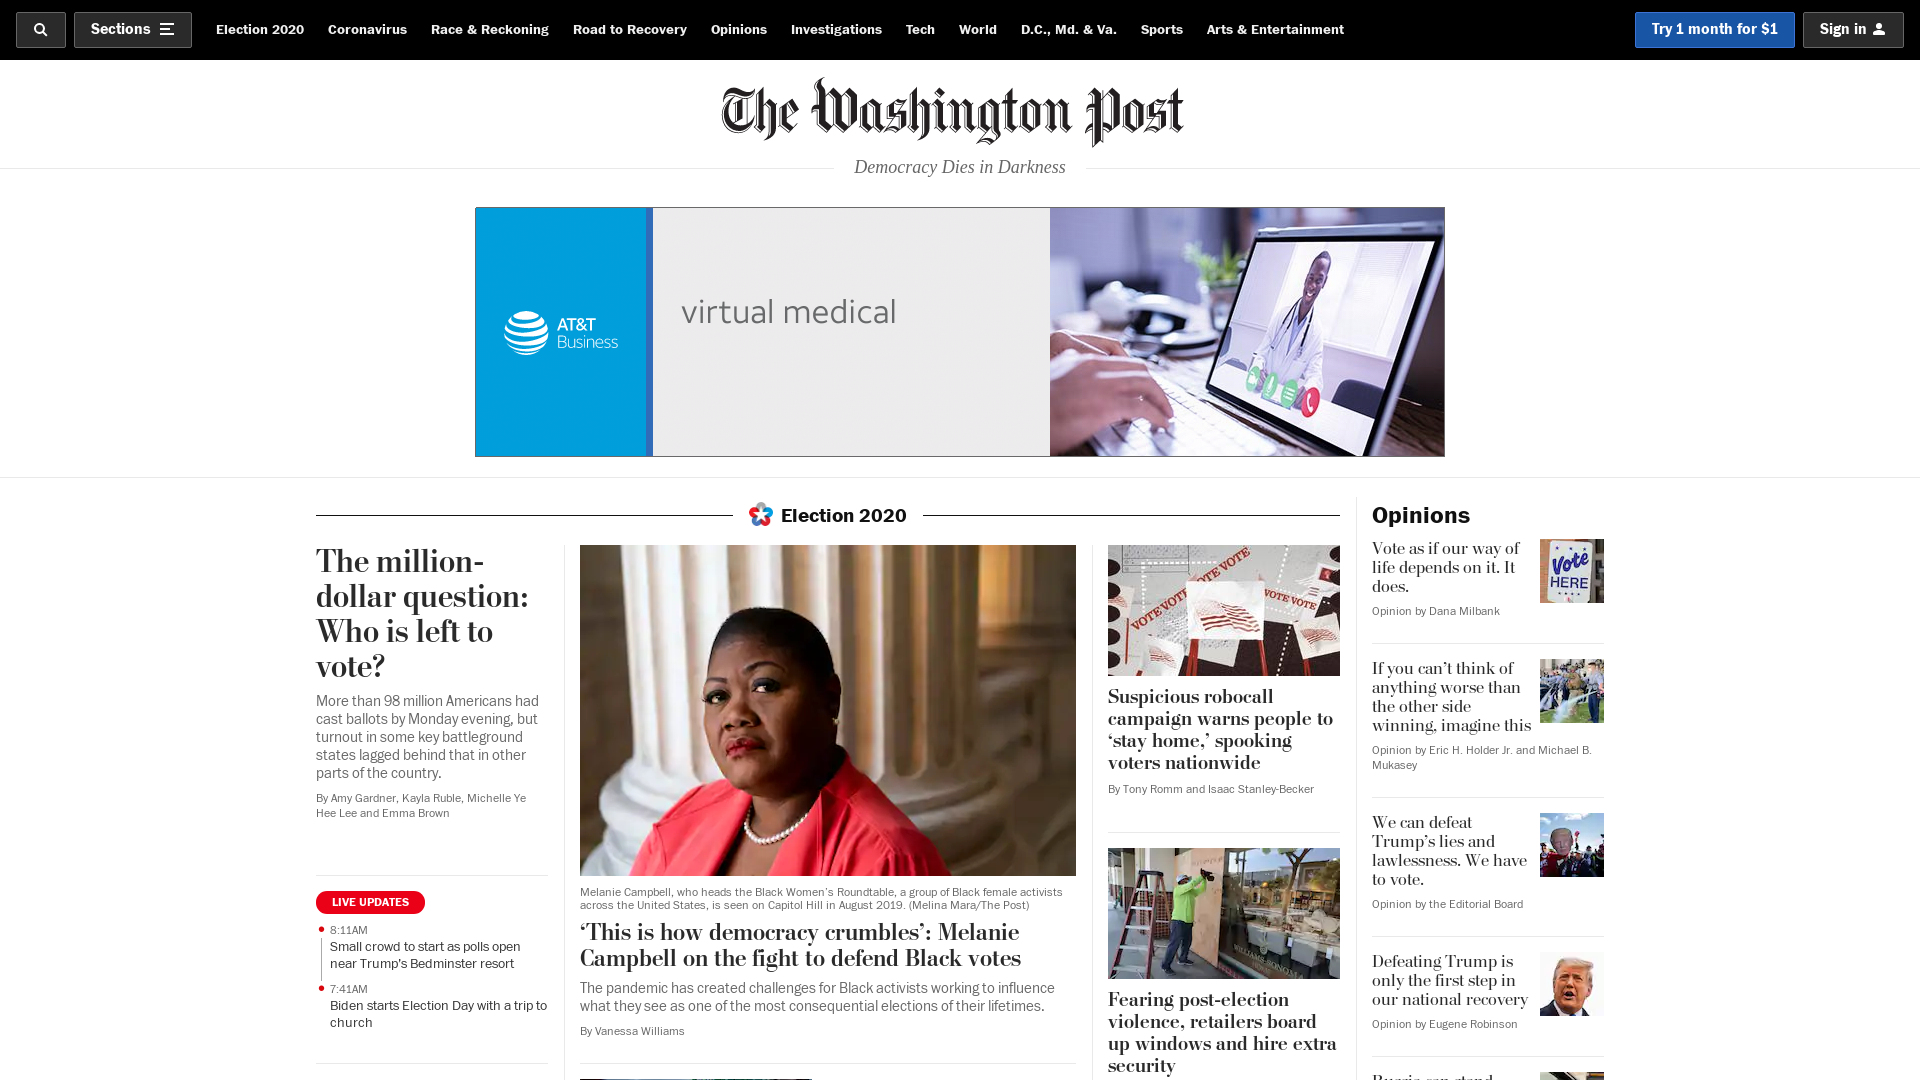 Sections
Election 2020
Coronavirus
Race & Reckoning
Road to Recovery
Opinions
Investigations
Tech
World
D.C., Md. & Va.
Sports
Arts & Entertainment
Try 1 month for $1
Sign in
The Washington Post
Democracy Dies in Darkness
AT&T
Business
virtual medical
Election 2020
The million-
dollar question:
Who is left to
vote?
More than 98 million Americans had
cast ballots by Monday evening, but
turnout in some key battleground
states lagged behind that in other
parts of the country.
By Amy Gardner, Kayla Ruble, Michelle Ye
Hee Lee and Emma Brown
LIVE UPDATES
8:11AM
Small crowd to start as polls open
near Trump's Bedminster resort
7:41AM
Biden starts Election Day with a trip to
church
Melanie Campbell, who heads the Black Women's Roundtable, a group of Black female activists
across the United States, is seen on Capitol Hill in August 2019. (Melina Mara/The Post)
‘This is how democracy crumbles’: Melanie
Campbell on the fight to defend Black votes
The pandemic has created challenges for Black activists working to influence
what they see as one of the most consequential elections of their lifetimes.
By Vanessa Williams
VOTE VOTE VOTE
VOTE VOTE
Suspicious robocall
campaign warns people to
‘stay home,’ spooking
voters nationwide
By Tony Romm and Isaac Stanley-Becker
WILLIAMS-SONOMA
Fearing post-election
violence, retailers board
up windows and hire extra
security
Opinions
Vote as if our way of
life depends on it. It
does.
Opinion by Dana Milbank
Vote
HERE
If you can’t think of
anything worse than
the other side
winning, imagine this
Opinion by Eric H. Holder Jr. and Michael B.
Mukasey
We can defeat
Trump’s lies and
lawlessness. We have
to vote.
Opinion by the Editorial Board
Defeating Trump is
only the first step in
our national recovery
Opinion by Eugene Robinson
Russia can stand